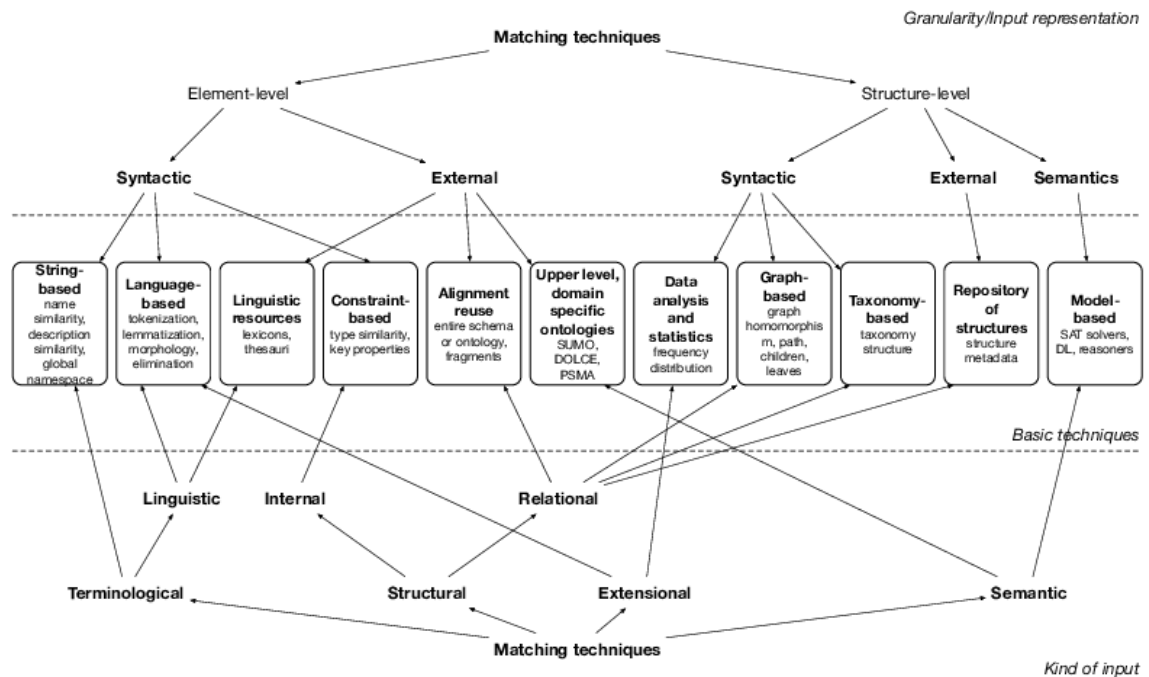 Granularity/Input representation
Matching techniques
Element-level
Structure-level
Syntactic
External
Syntactic
External
Semantics
String-
based
name
similarity,
description
similarity,
global
namespace
Language-
based
tokenization,
lemmatization,
morphology,
elimination
Linguistic
resources
lexicons,
thesauri
Constraint-
based
type similarity,
key properties
Alignment
reuse
entire schema
or ontology,
fragments
Upper level,
domain
specific
ontologies
SUMO,
DOLCE,
PSMA
Data
analysis
and
statistics
frequency
distribution
Graph-
based
graph
homomorphis
m, path,
children,
leaves
Taxonomy-
based
taxonomy
structure
Repository
of
structures
structure
metadata
Model-
based
SAT solvers,
DL, reasoners
Basic techniques
Linguistic
Internal
Relational
Terminological
Structural
Extensional
Semantic
Matching techniques
Kind of input